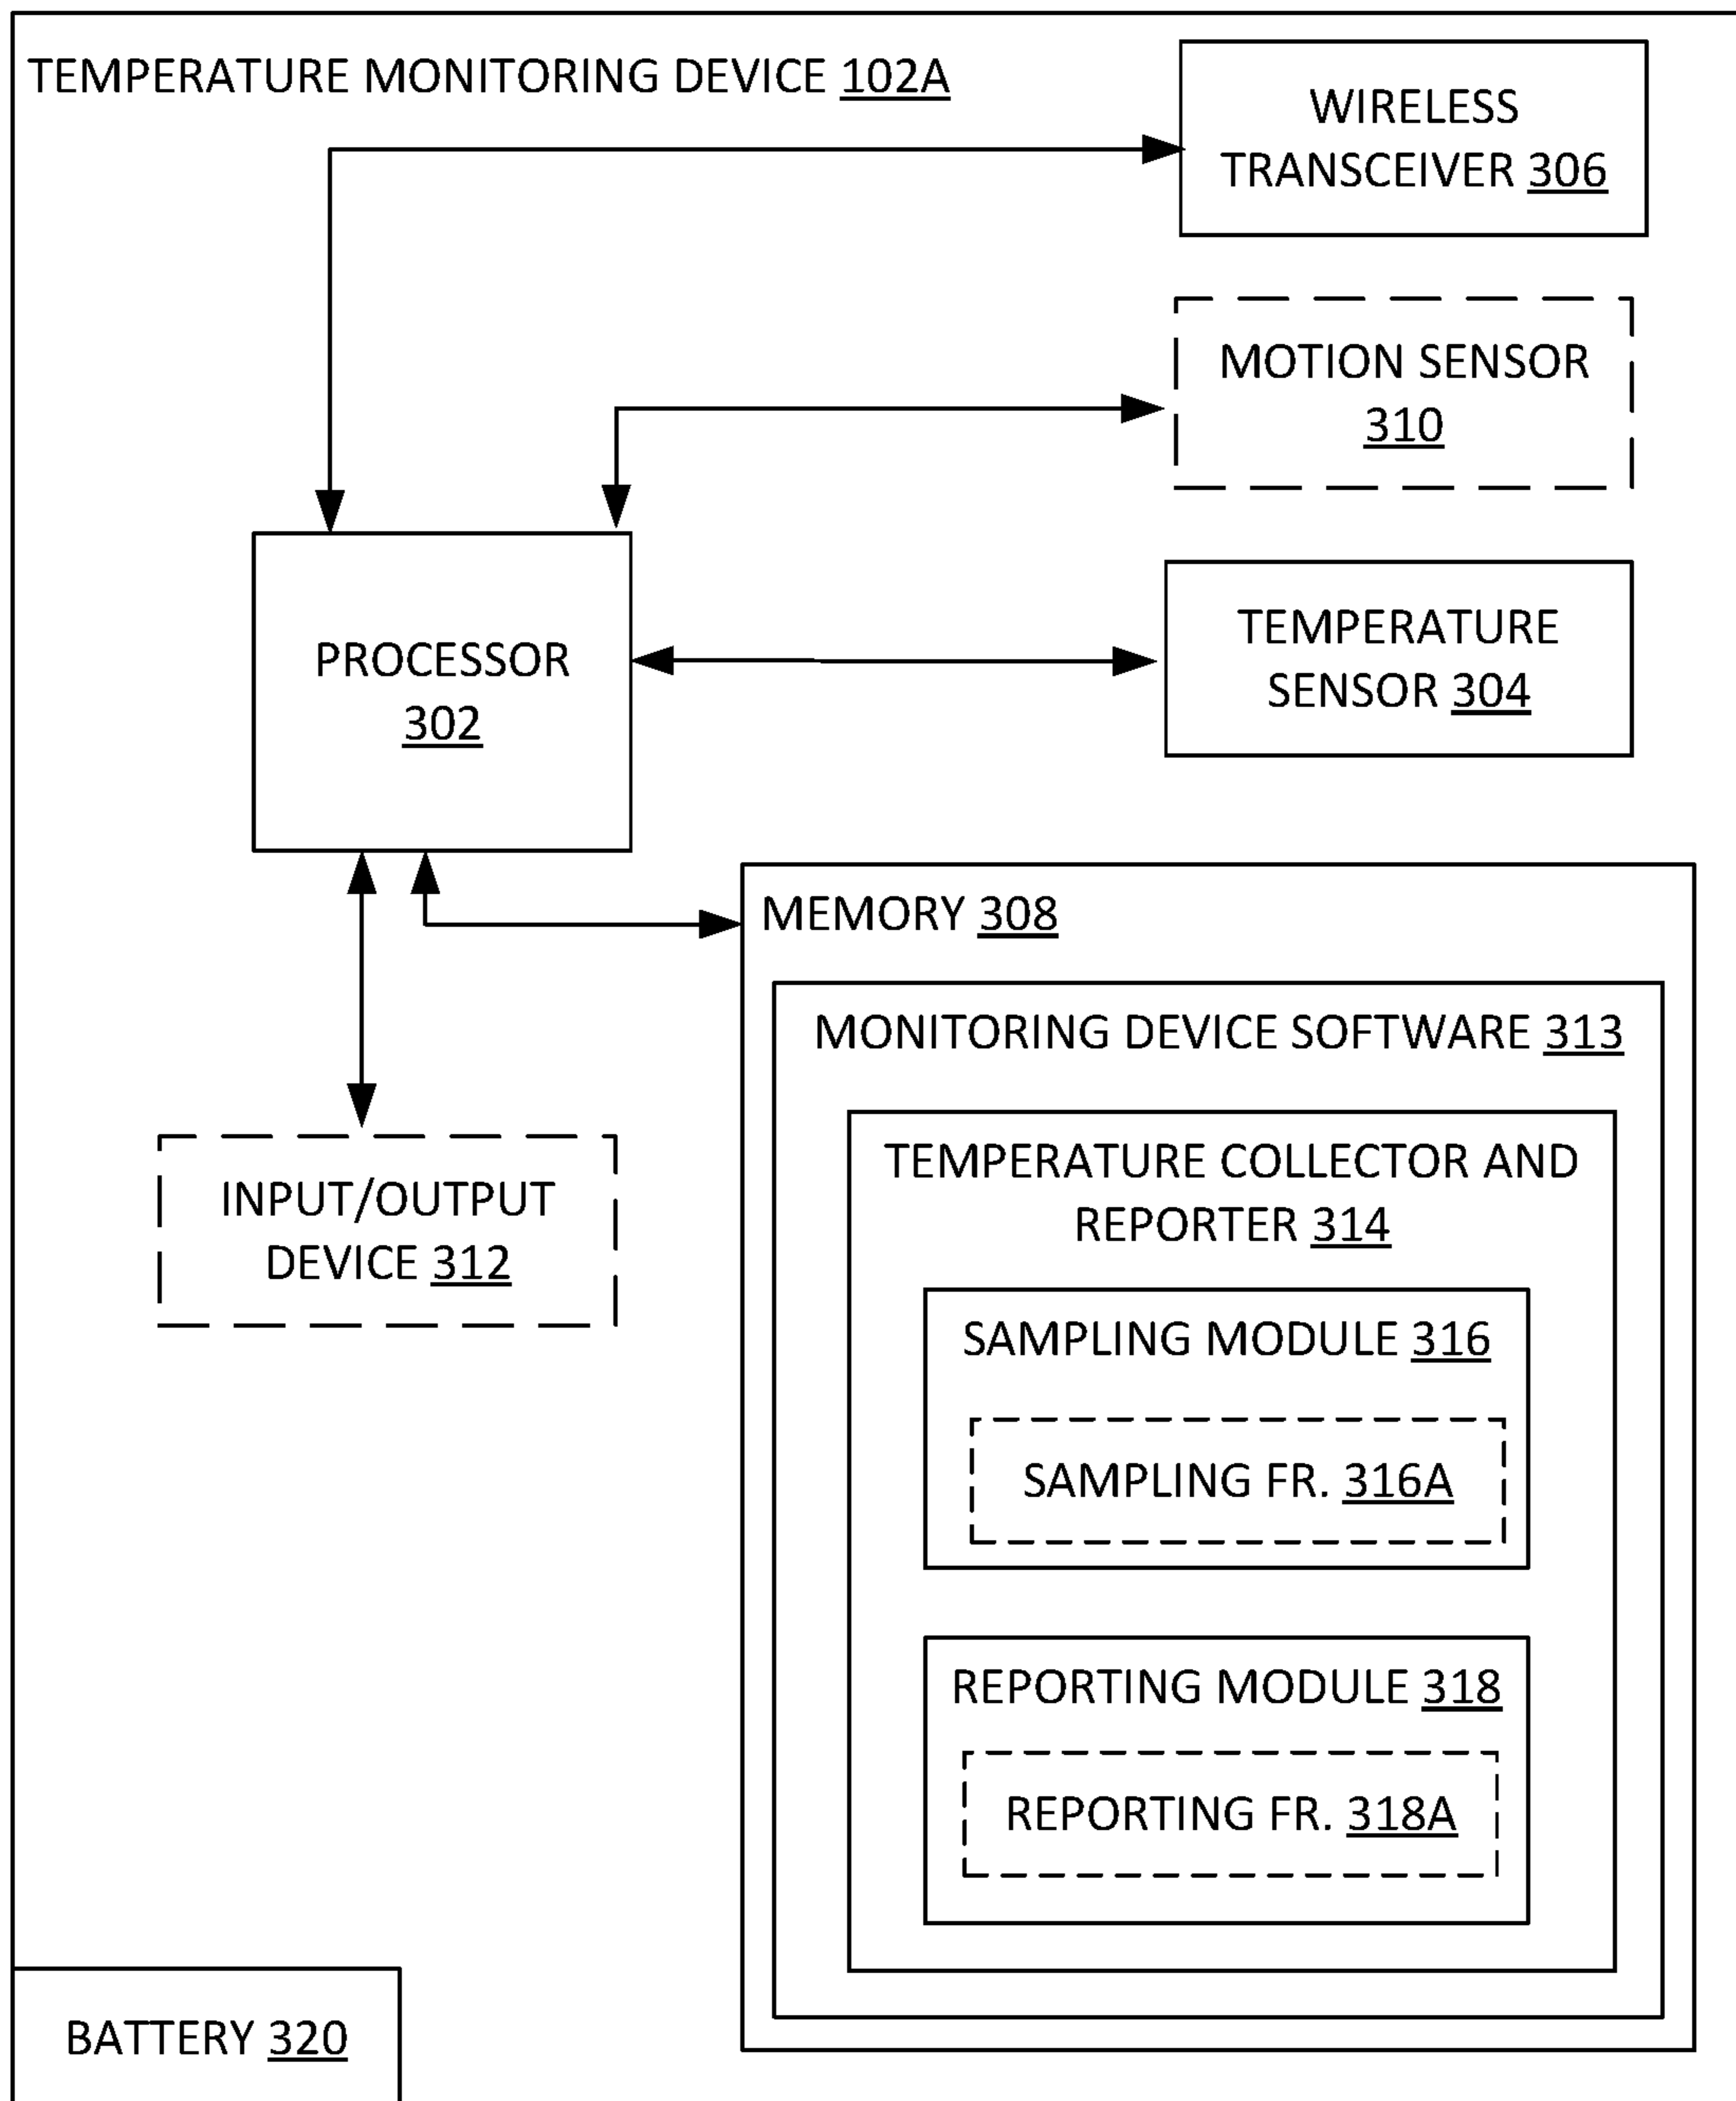 TEMPERATURE MONITORING DEVICE 102A
WIRELESS
TRANSCEIVER 306
MOTION SENSOR
310
PROCESSOR
302
TEMPERATURE
SENSOR 304
MEMORY 308
MONITORING DEVICE SOFTWARE 313
TEMPERATURE COLLECTOR AND
REPORTER 314
INPUT/OUTPUT
DEVICE 312
SAMPLING MODULE 316
SAMPLING FR. 316A
REPORTING MODULE 318
REPORTING FR. 318A
BATTERY 320